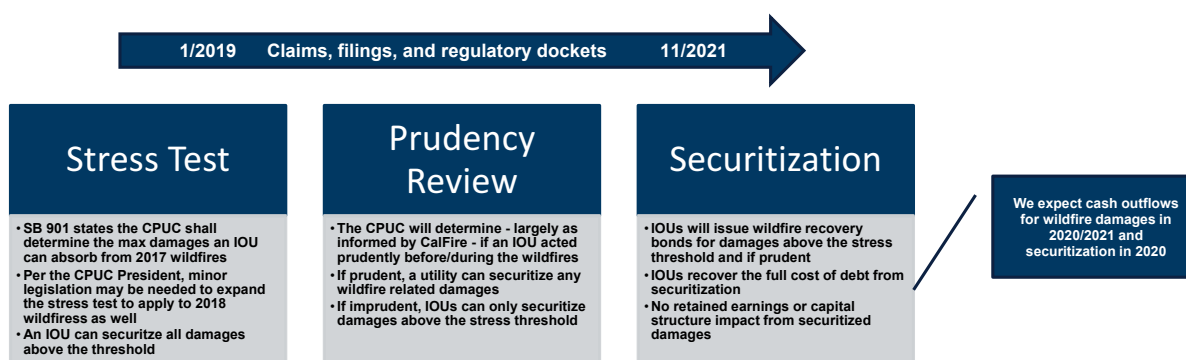 1/2019 Claims, filings, and regulatory dockets 11/2021
Stress Test
• SB 901 states the CPUC shall
determine the max damages an IOU
can absorb from 2017 wildfires
• Per the CPUC President, minor
legislation may be needed to expand
the stress test to apply to 2018
wildfiress as well
• An IOU can securitze all damages
above the threshold
Prudency
Review
• The CPUC will determine - largely as
informed by CalFire - if an IOU acted
prudently before/during the wildfires
• If prudent, a utility can securitize any
wildfire related damages
• If imprudent, IOUs can only securitize
damages above the stress threshold
Securitization
• IOUs will issue wildfire recovery
bonds for damages above the stress
threshold and if prudent
• IOUs recover the full cost of debt from
securitization
• No retained earnings or capital
structure impact from securitized
damages
We expect cash outflows
for wildfire damages in
2020/2021 and
securitization in 2020